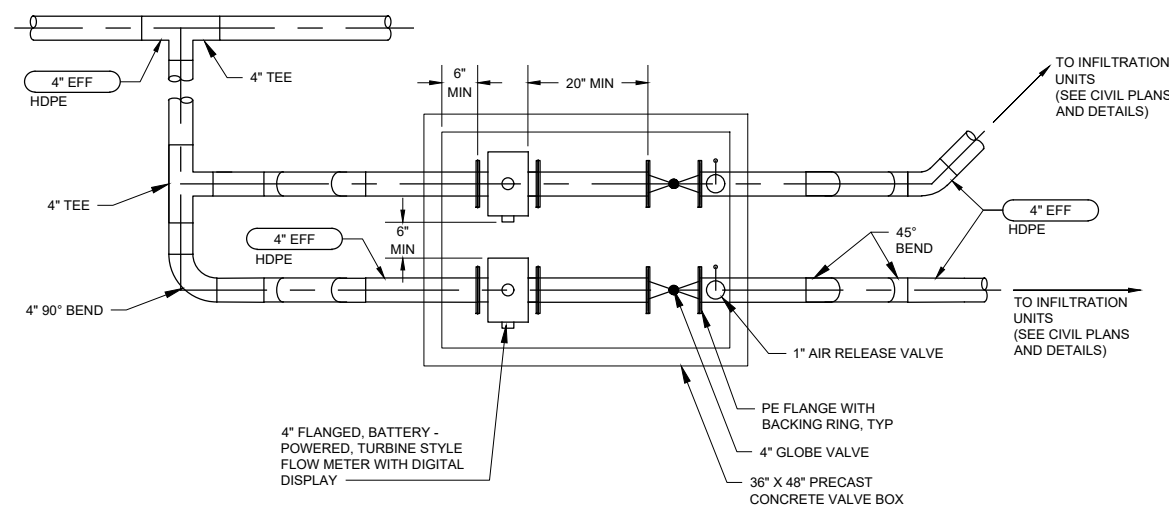 4" EFF
HDPE
4" TEE
6"
MIN
20" MIN
TO INFILTRATION
UNITS
(SEE CIVIL PLANS
AND DETAILS)
4" TEE
4" EFF
HDPE
6"
MIN
45°
BEND
4" EFF
HDPE
4" 90° BEND
TO INFILTRATION
UNITS
(SEE CIVIL PLANS
AND DETAILS)
1" AIR RELEASE VALVE
PE FLANGE WITH
BACKING RING, TYP
4" GLOBE VALVE
4" FLANGED, BATTERY -
POWERED, TURBINE STYLE
FLOW METER WITH DIGITAL
DISPLAY
36" X 48" PRECAST
CONCRETE VALVE BOX